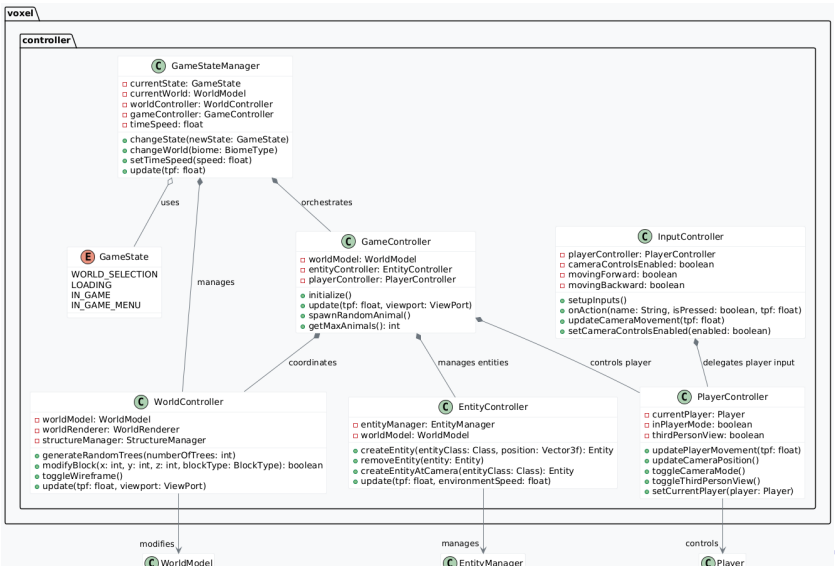 voxel
controller
C GameStateManager
currentState: GameState
currentWorld: WorldModel
worldController: WorldController
gameController: GameController
timeSpeed: float
changeState(newState: GameState)
changeWorld(biome: BiomeType)
setTimeSpeed(speed: float)
update(tpf: float)
uses
orchestrates
manages
E GameState
WORLD_SELECTION
LOADING
IN_GAME
IN_GAME_MENU
C GameController
worldModel: WorldModel
entityController: EntityController
playerController: PlayerController
initialize()
update(tpf: float, viewport: ViewPort)
spawnRandomAnimal()
getMaxAnimals(): int
C InputController
playerController: PlayerController
cameraControlsEnabled: boolean
movingForward: boolean
movingBackward: boolean
setupInputs()
onAction(name: String, isPressed: boolean, tpf: float)
updateCameraMovement(tpf: float)
setCameraControlsEnabled(enabled: boolean)
coordinates
manages entities
controls player
delegates player input
C WorldController
worldModel: WorldModel
worldRenderer: WorldRenderer
structureManager: StructureManager
generateRandomTrees(numberOfTrees: int)
modifyBlock(x: int, y: int, z: int, blockType: BlockType): boolean
toggleWireframe()
update(tpf: float, viewport: ViewPort)
C EntityController
entityManager: EntityManager
worldModel: WorldModel
createEntity(entityClass: Class, position: Vector3f): Entity
removeEntity(entity: Entity)
createEntityAtCamera(entityClass: Class): Entity
update(tpf: float, environmentSpeed: float)
C PlayerController
currentPlayer: Player
inPlayerMode: boolean
thirdPersonView: boolean
updatePlayerMovement(tpf: float)
updateCameraPosition()
toggleCameraMode()
toggleThirdPersonView()
setCurrentPlayer(player: Player)
modifies
manages
controls
C WorldModel
C EntityManager
C Player